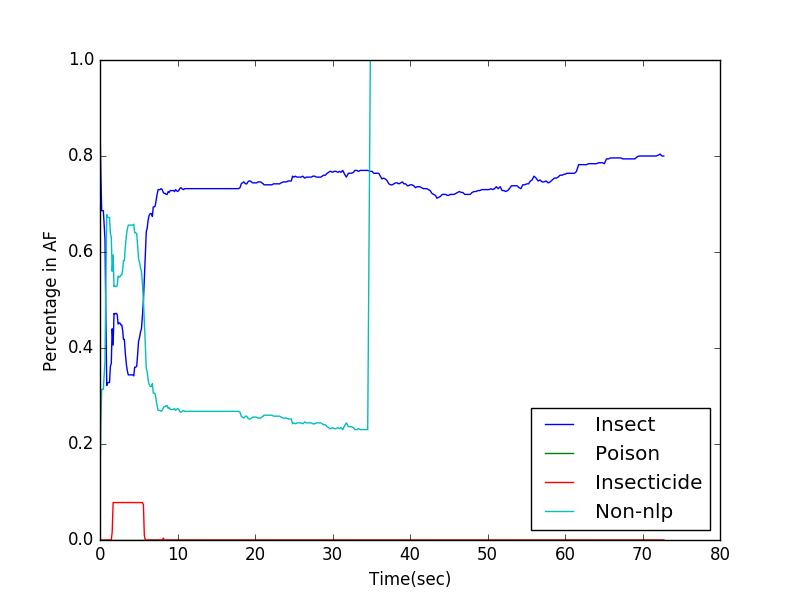 1.0
0.8
0.6
0.4
0.2
0.0
Percentage in AF
0 10 20 30 40 50 60 70 80
Time(sec)
Insect
Poison
Insecticide
Non-nlp